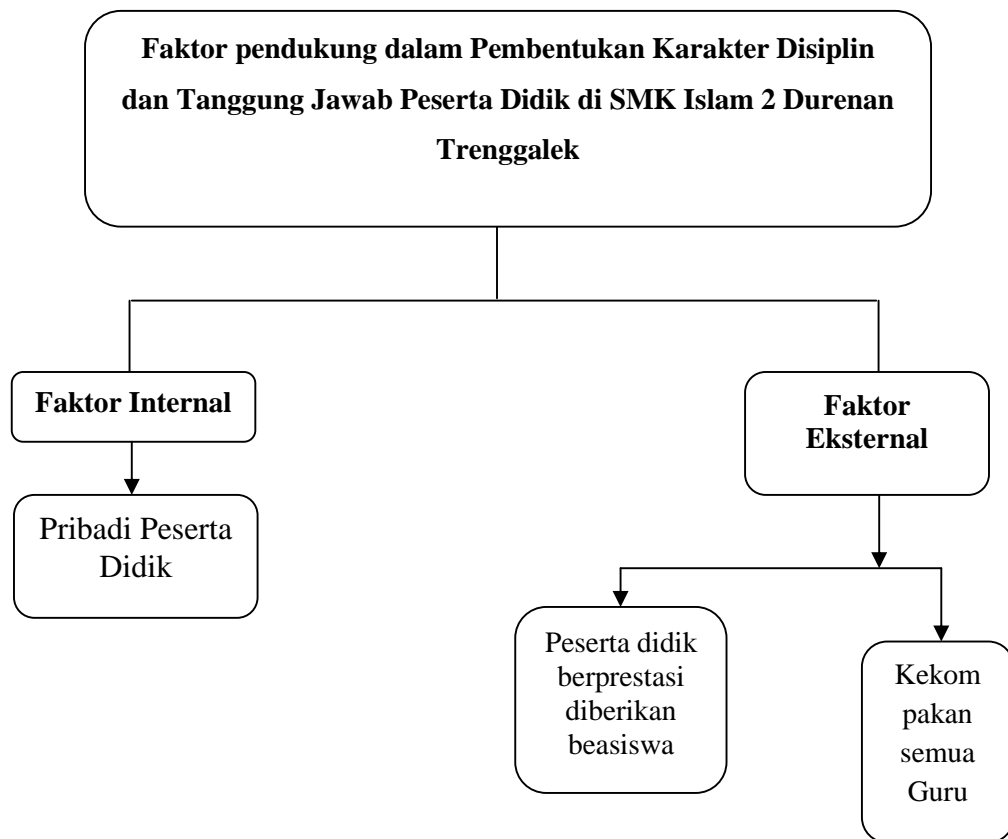 Faktor pendukung dalam Pembentukan Karakter Disiplin
dan Tanggung Jawab Peserta Didik di SMK Islam 2 Durenan
Trenggalek
Faktor Internal
Faktor
Eksternal
Pribadi Peserta
Didik
Peserta didik
berprestasi
diberikan
beasiswa
Kekom
pakan
semua
Guru